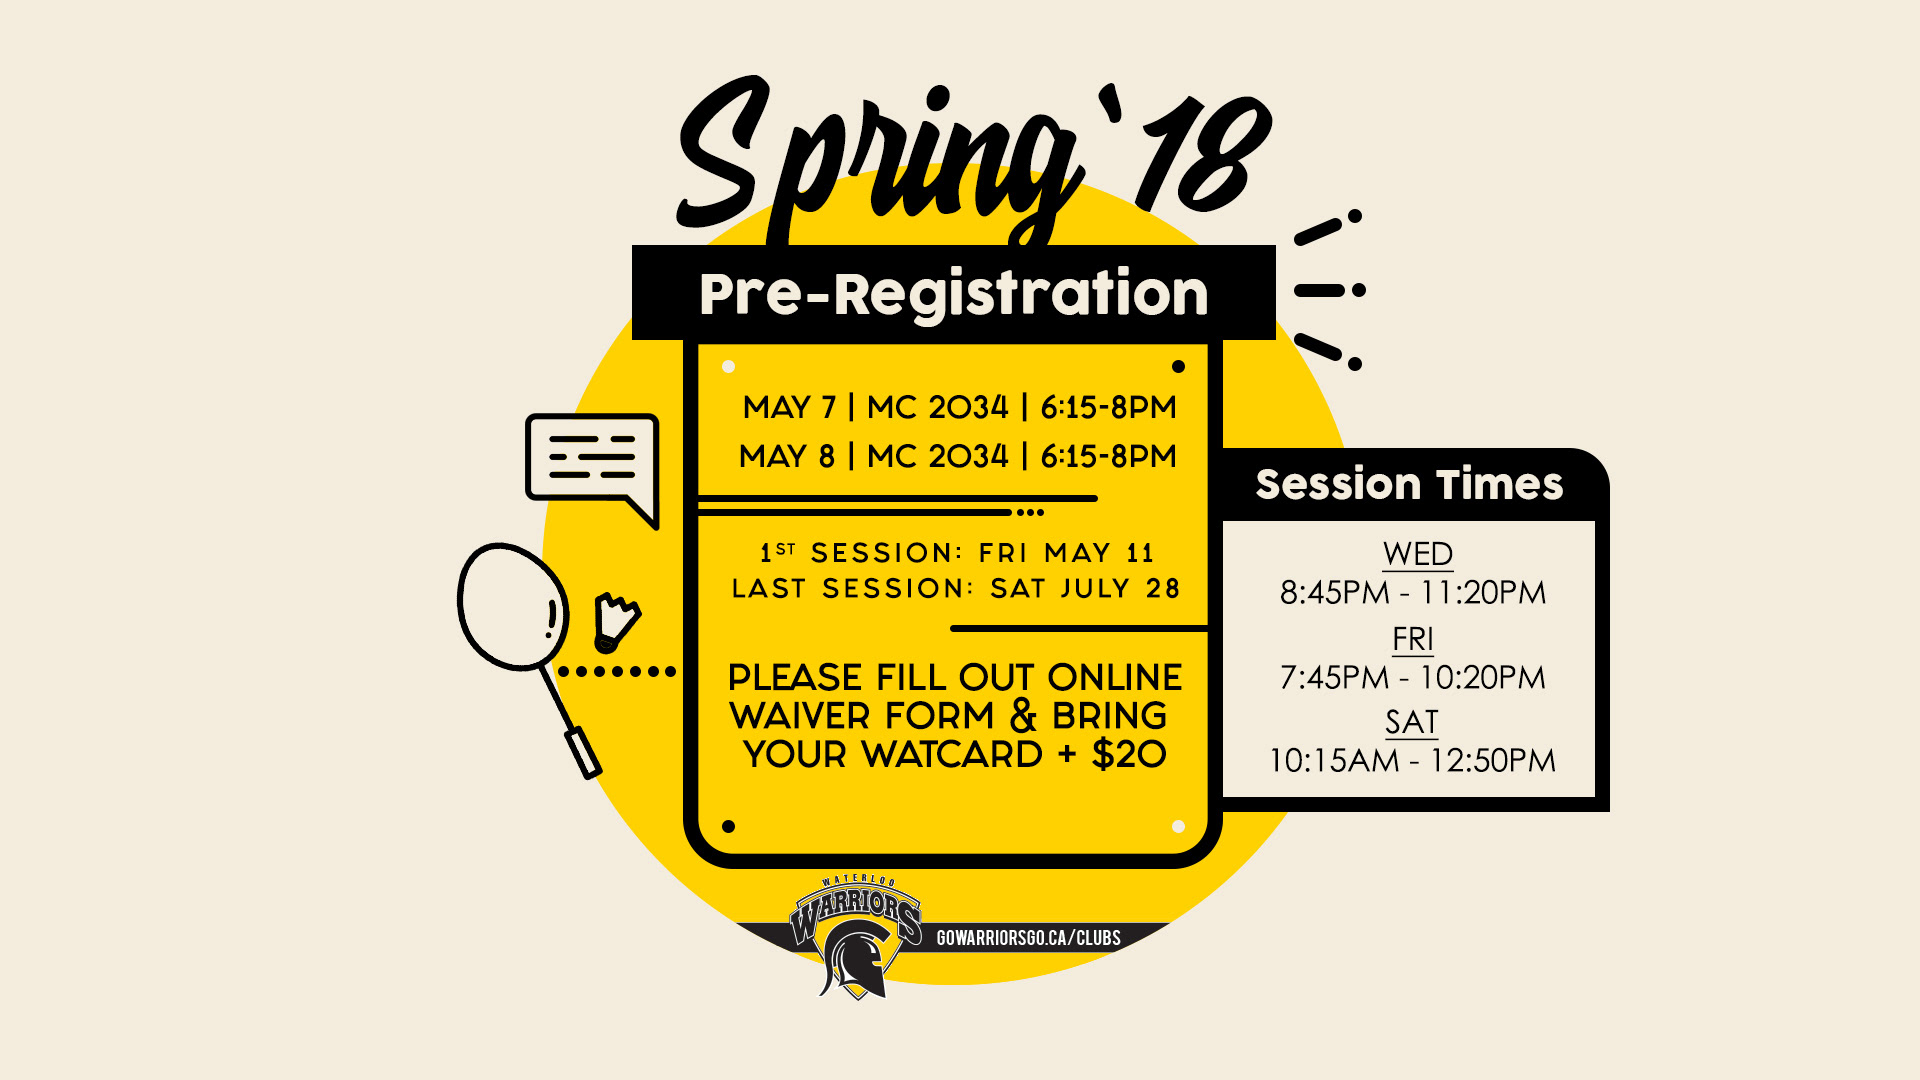 Spring `18
Pre-Registration
MAY 7 | MC 2034 | 6:15-8PM
MAY 8 | MC 2034 | 6:15-8PM
1ST SESSION: FRI MAY 11
LAST SESSION: SAT JULY 28
PLEASE FILL OUT ONLINE
WAIVER FORM & BRING
YOUR WATCARD + $20
Session Times
WED
8:45PM - 11:20PM
FRI
7:45PM - 10:20PM
SAT
10:15AM - 12:50PM
WATERLOO
WARRIORS
GOWARRIORSGO.CA/CLUBS